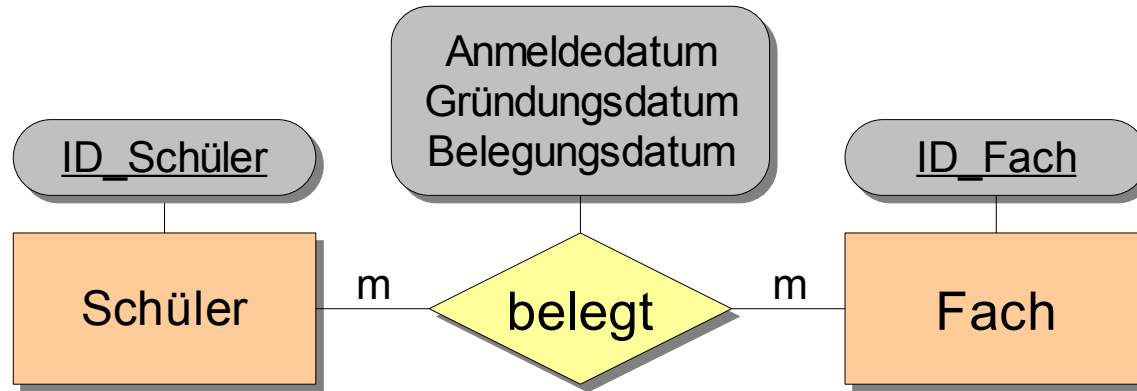 Anmeldedatum
Gründungsdatum
Belegungsdatum
ID_Schüler
ID_Fach
Schüler
m
belegt
m
Fach